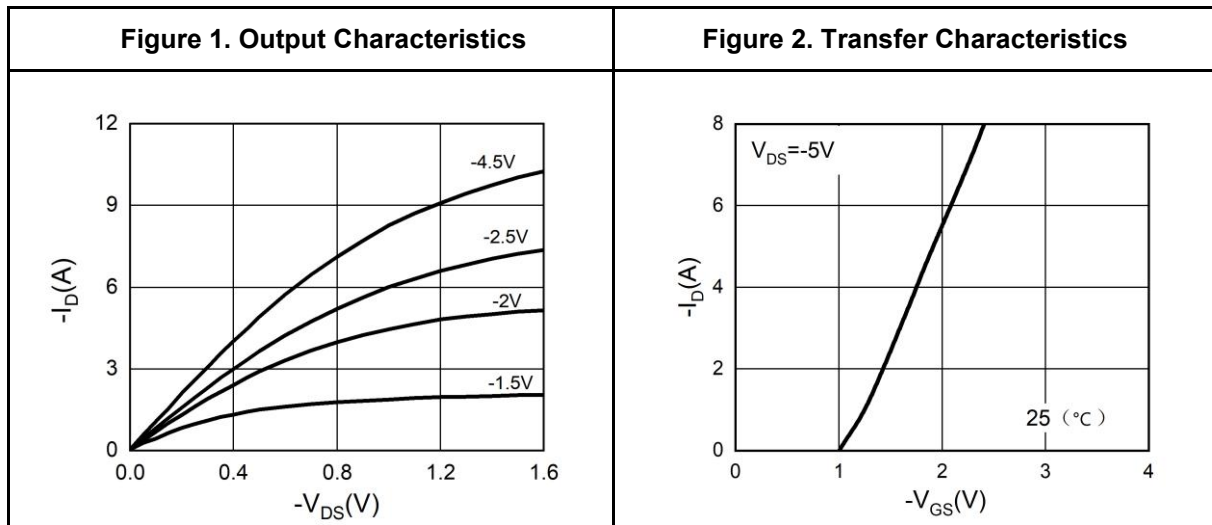 Figure 1. Output Characteristics
Figure 2. Transfer Characteristics
12
9
6
3
0
-I_D(A)
-4.5V
-2.5V
-2V
-1.5V
0.0 0.4 0.8 1.2 1.6
-V_DS(V)
8
6
4
2
0
-I_D(A)
V_DS=-5V
25（℃）
0 1 2 3 4
-V_GS(V)